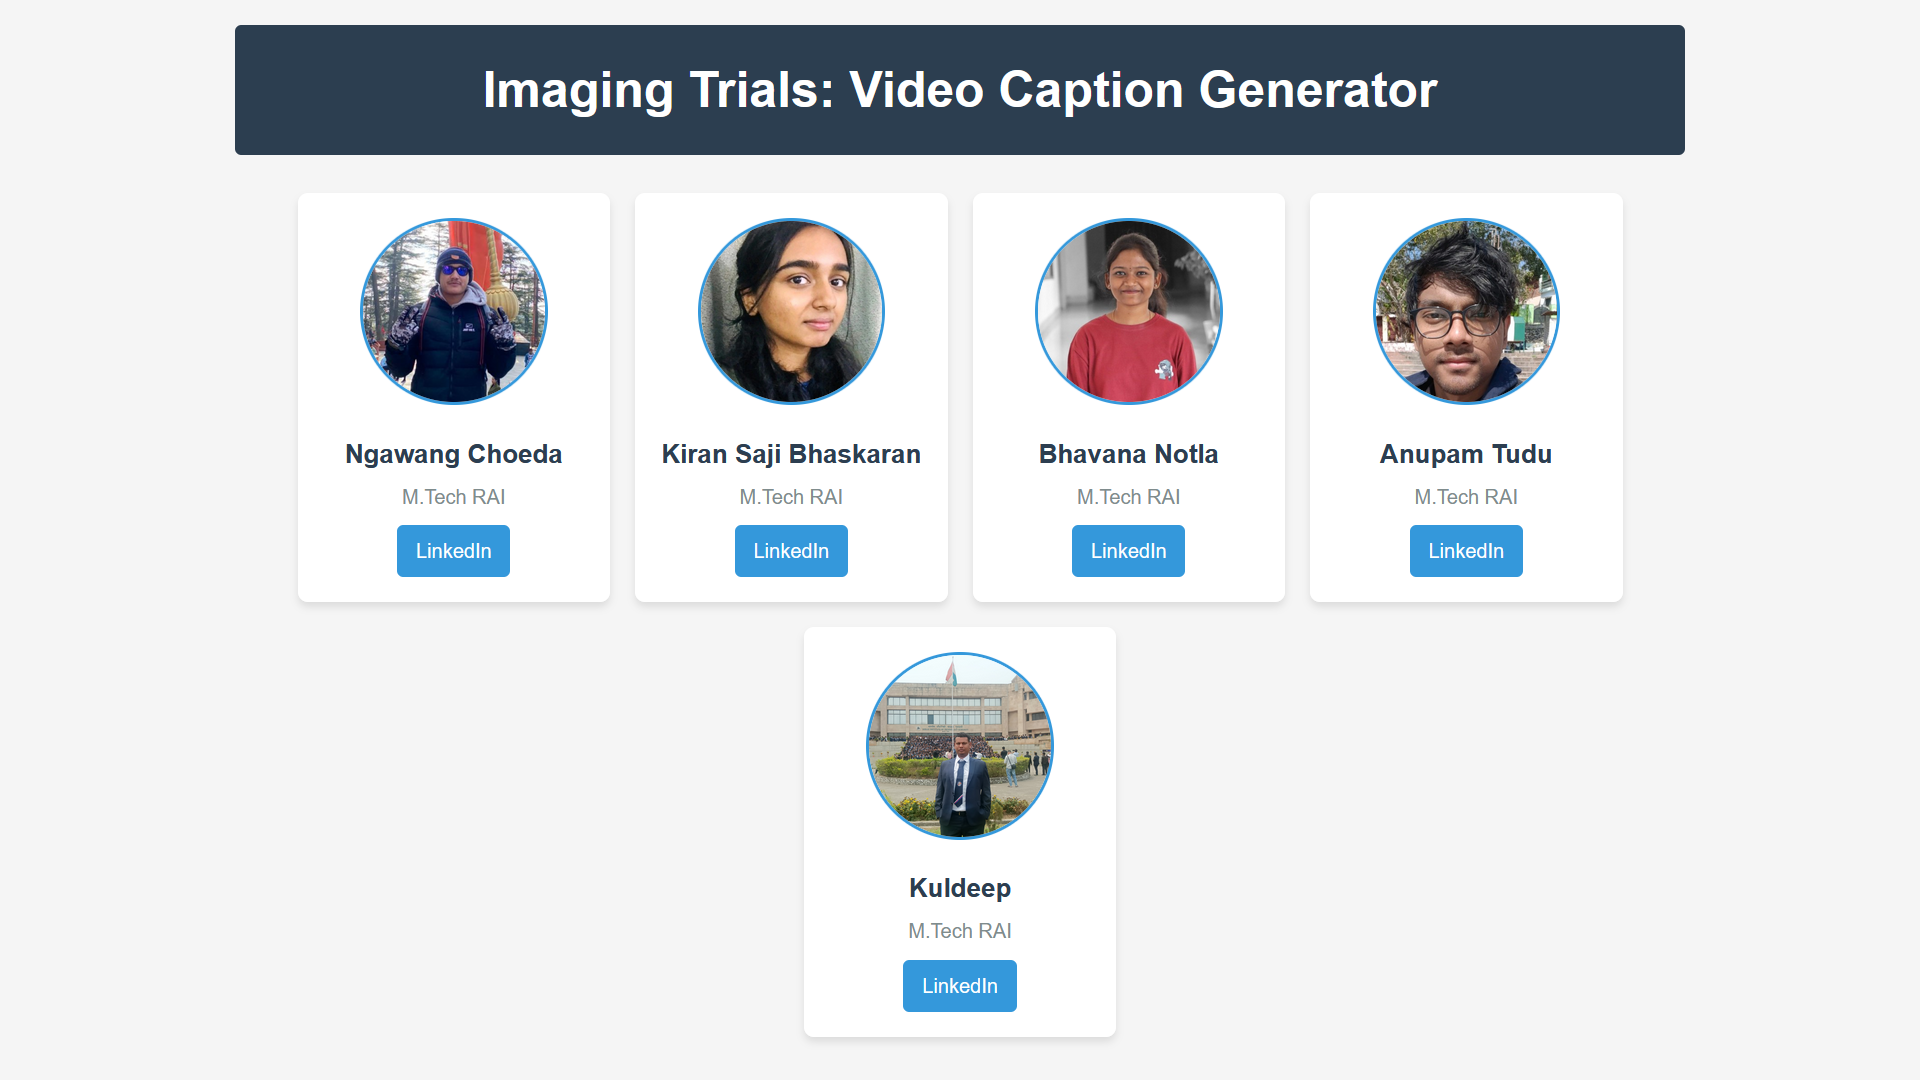 Imaging Trials: Video Caption Generator
Ngawang Choeda
M.Tech RAI
LinkedIn
Kiran Saji Bhaskaran
M.Tech RAI
LinkedIn
Bhavana Notla
M.Tech RAI
LinkedIn
Anupam Tudu
M.Tech RAI
LinkedIn
Kuldeep
M.Tech RAI
LinkedIn